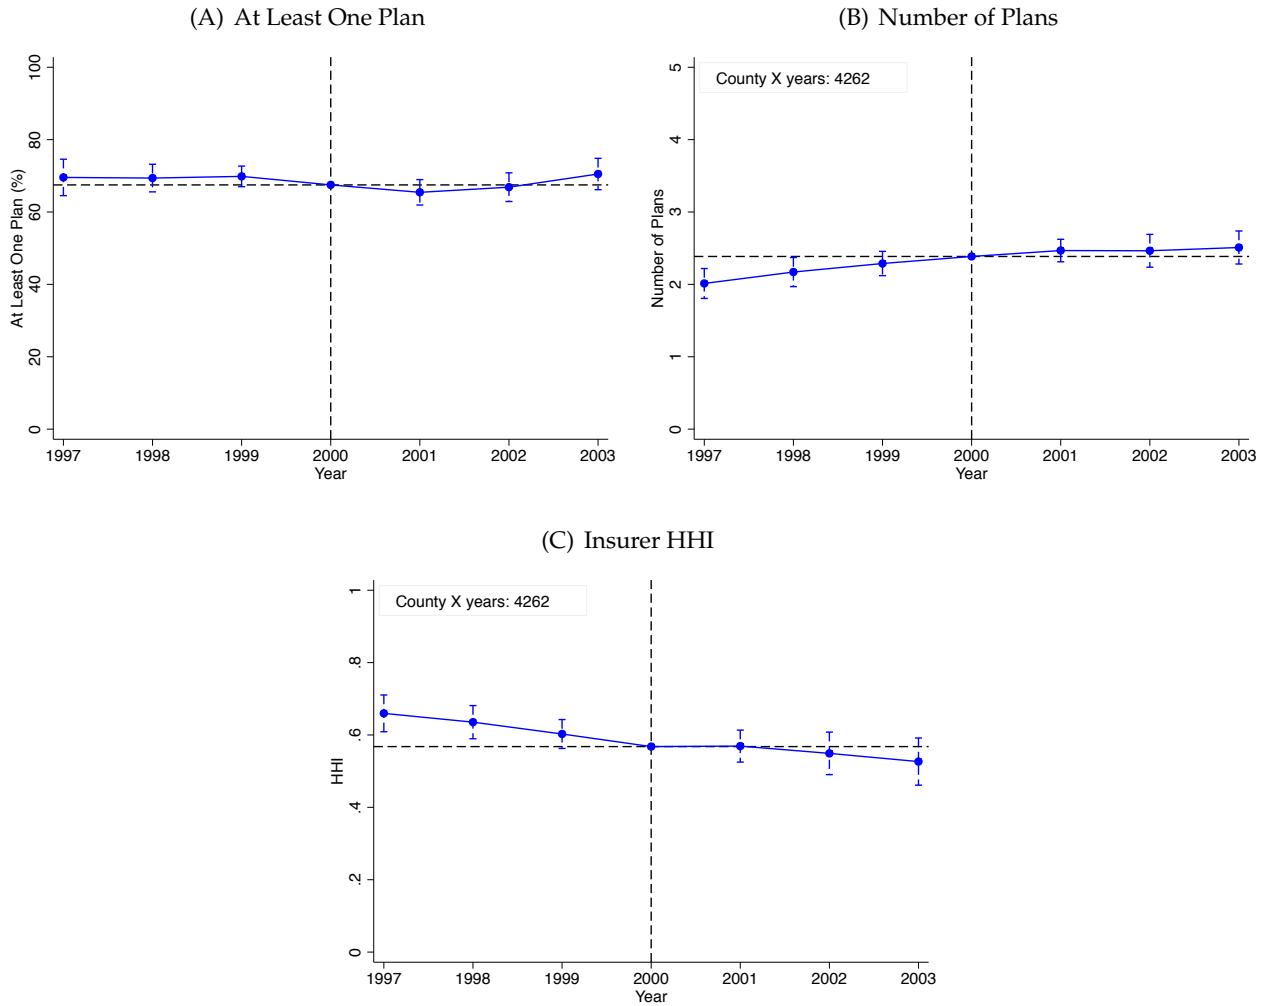 (A) At Least One Plan
At Least One Plan (%)
100
80
60
40
20
0
1997 1998 1999 2000 2001 2002 2003
Year
(B) Number of Plans
County X years: 4262
Number of Plans
5
4
3
2
1
0
1997 1998 1999 2000 2001 2002 2003
Year
(C) Insurer HHI
County X years: 4262
HHI
1
.8
.6
.4
.2
0
1997 1998 1999 2000 2001 2002 2003
Year